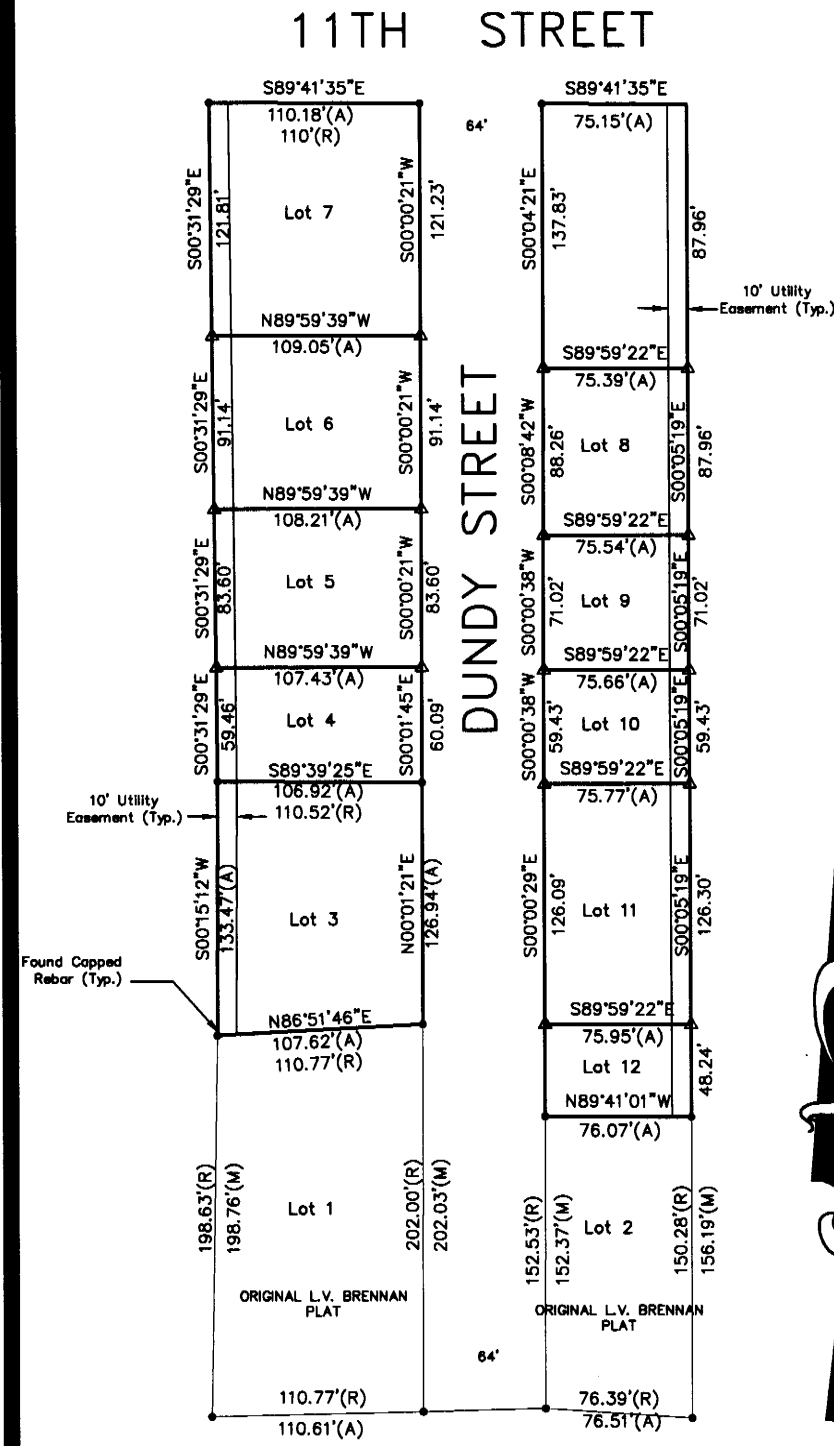 11TH STREET
S89°41'35"E
110.18'(A)
110'(R)
64'
S89°41'35"E
75.15'(A)
S00°31'29"E
121.81'
Lot 7
S00°00'21"W
121.23'
S00°04'21"E
137.83'
87.96'
10' Utility
Easement (Typ.)
N89°59'39"W
109.05'(A)
S89°59'22"E
75.39'(A)
S00°31'29"E
91.14'
Lot 6
S00°00'21"W
91.14'
DUNDY STREET
S00°08'42"W
88.26'
Lot 8
S00°05'19"E
87.96'
N89°59'39"W
108.21'(A)
S89°59'22"E
75.54'(A)
S00°31'29"E
83.60'
Lot 5
S00°00'21"W
83.60'
S00°00'38"W
71.02'
Lot 9
S00°05'19"E
71.02'
N89°59'39"W
107.43'(A)
S89°59'22"E
75.66'(A)
S00°31'29"E
59.46'
Lot 4
S00°01'45"E
60.09'
S00°00'38"W
59.43'
Lot 10
S00°05'19"E
59.43'
S89°39'25"E
106.92'(A)
110.52'(R)
S89°59'22"E
75.77'(A)
10' Utility
Easement (Typ.)
S00°15'12"W
133.47'(A)
Lot 3
N00°01'21"E
126.94'(A)
S00°00'29"E
126.09'
Lot 11
S00°05'19"E
126.30'
Found Capped
Rebar (Typ.)
N86°51'46"E
107.62'(A)
110.77'(R)
S89°59'22"E
75.95'(A)
Lot 12
48.24'
N89°41'01"W
76.07'(A)
198.63'(R)
198.76'(M)
Lot 1
202.00'(R)
202.03'(M)
152.53'(R)
152.37'(M)
Lot 2
150.28'(R)
156.19'(M)
ORIGINAL L.V. BRENNAN
PLAT
ORIGINAL L.V. BRENNAN
PLAT
64'
110.77'(R)
110.61'(A)
76.39'(R)
76.51'(A)